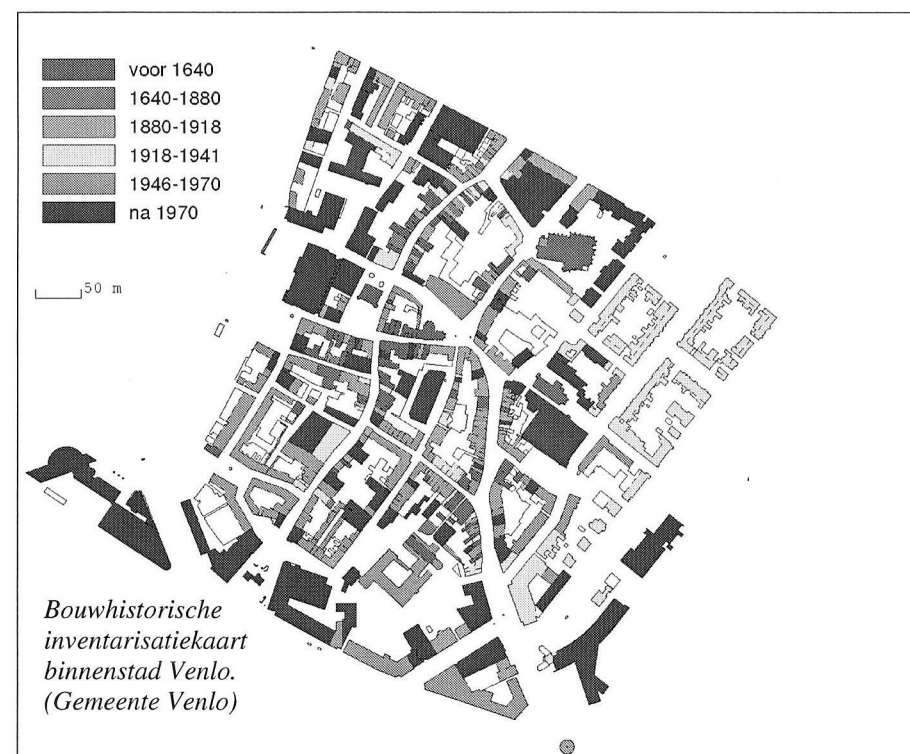 voor 1640
1640-1880
1880-1918
1918-1941
1946-1970
na 1970
50 m
Bouwhistorische
inventarisatiekaart
binnenstad Venlo.
(Gemeente Venlo)